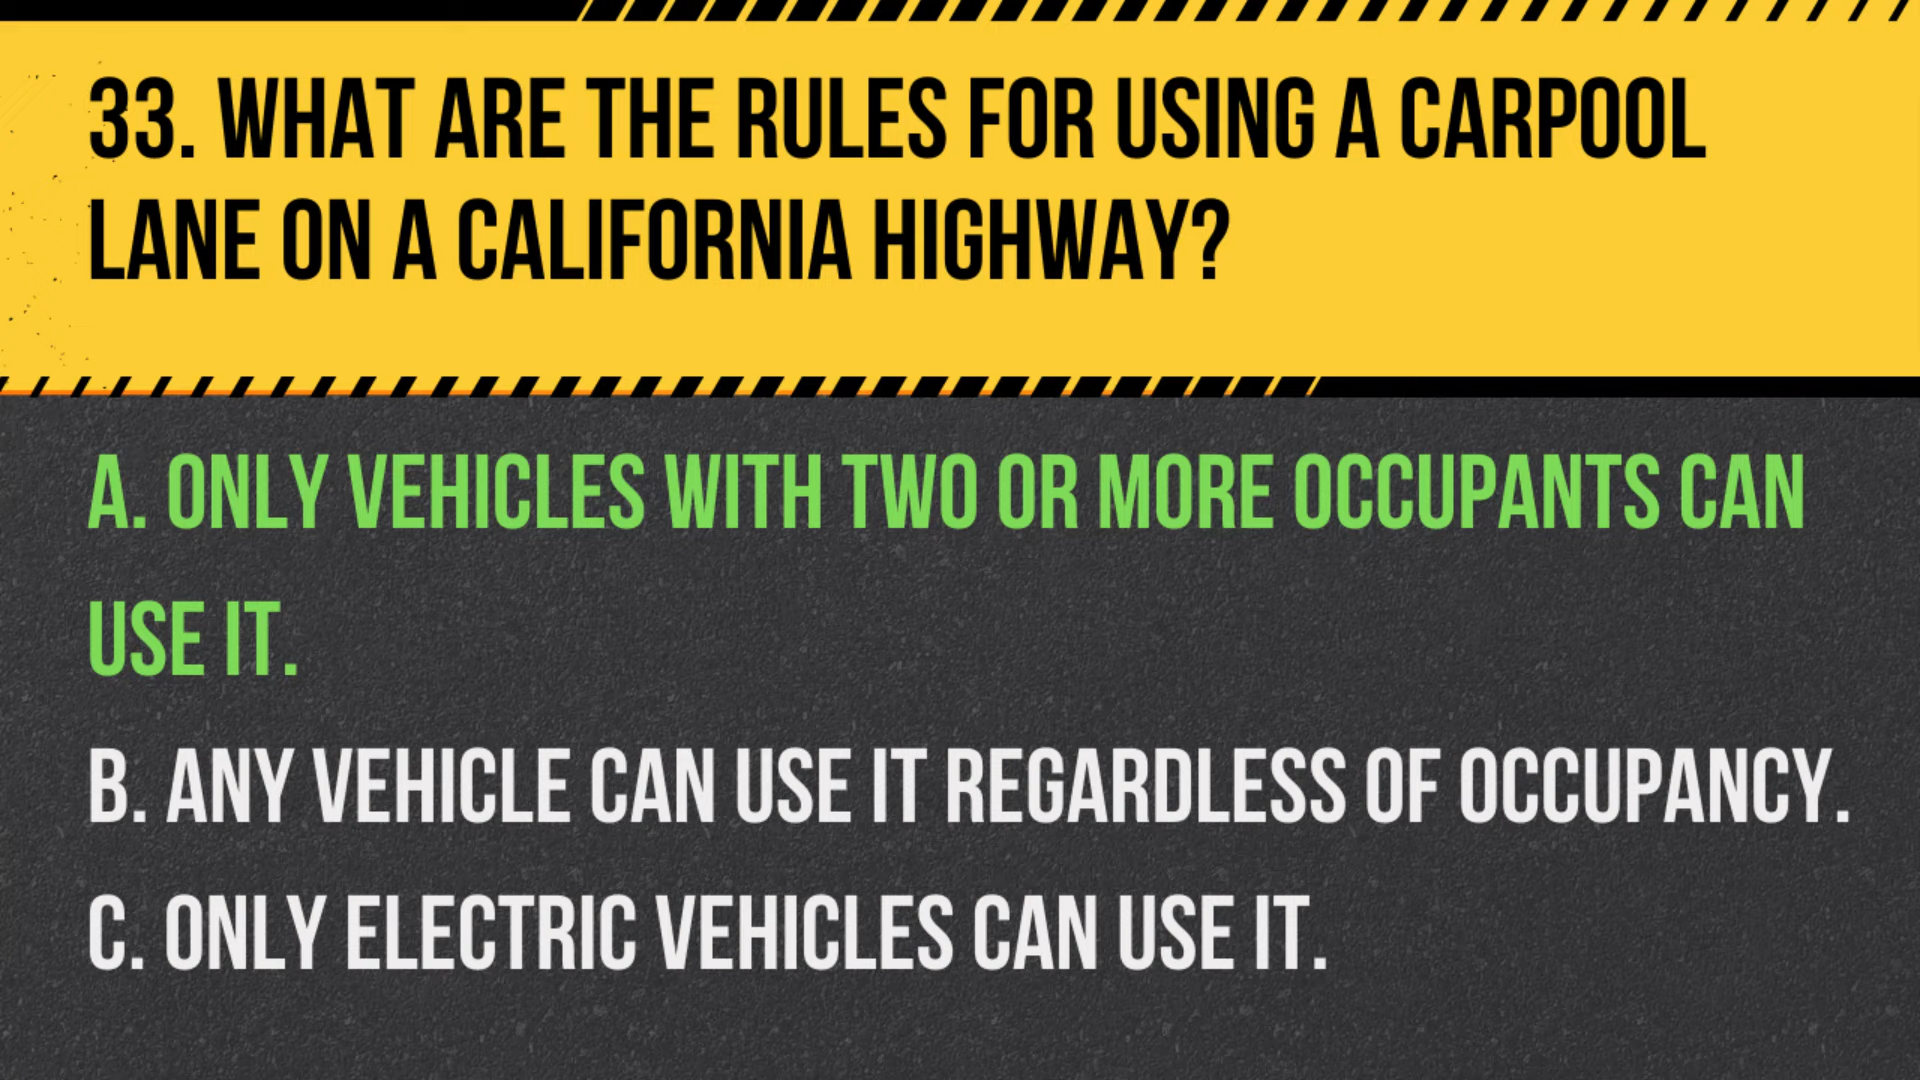 33. WHAT ARE THE RULES FOR USING A CARPOOL
LANE ON A CALIFORNIA HIGHWAY?
A. ONLY VEHICLES WITH TWO OR MORE OCCUPANTS CAN
USE IT.
B. ANY VEHICLE CAN USE IT REGARDLESS OF OCCUPANCY.
C. ONLY ELECTRIC VEHICLES CAN USE IT.